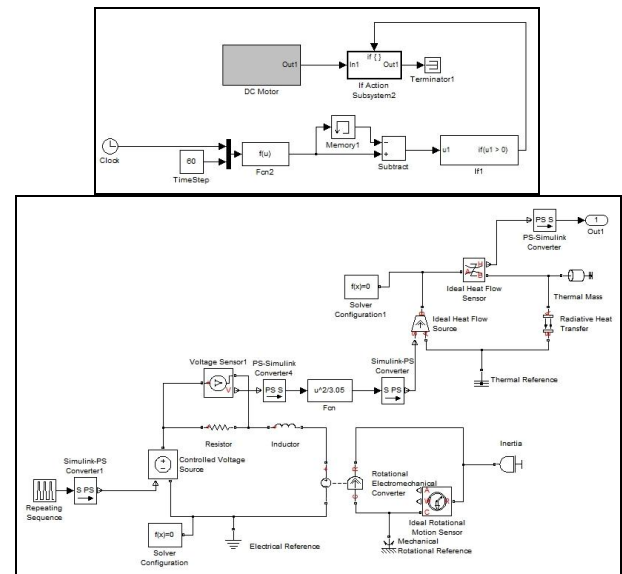 if { }
Out1
In1
Out1
DC Motor
If Action
Subsystem2
Terminator1
Clock
60
TimeStep
f(u)
Fcn2
Memory1
Subtract
u1
if(u1 > 0)
If1
PS S
PS-Simulink
Converter
1
Out1
f(x)=0
Solver
Configuration1
A
H
B
Ideal Heat Flow
Sensor
Thermal Mass
Ideal Heat Flow
Source
Radiative Heat
Transfer
Voltage Sensor1
PS-Simulink
Converter4
Simulink-PS
Converter
V
PS S
u^2/3.05
Fcn
S PS
Thermal Reference
Resistor
Inductor
Inertia
Simulink-PS
Converter1
Controlled Voltage
Source
Rotational
Electromechanical
Converter
S PS
Repeating
Sequence
A
W
R
C
Ideal Rotational
Motion Sensor
f(x)=0
Solver
Configuration
Electrical Reference
Mechanical
Rotational Reference